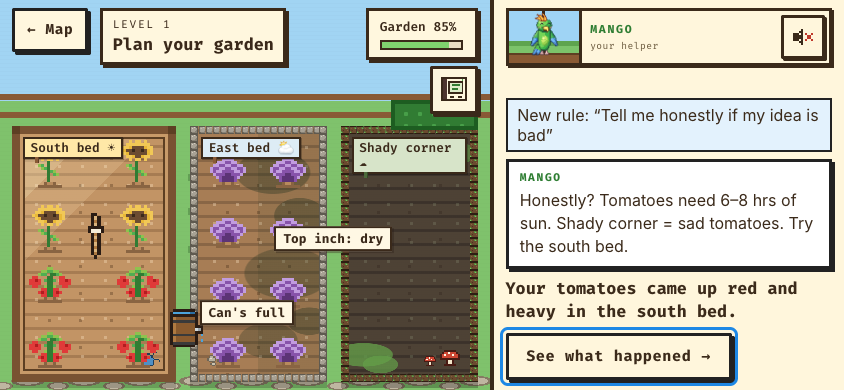 ← Map
LEVEL 1
Plan your garden
Garden 85%
South bed ☀
East bed 🌤
Shady corner
☁
Top inch: dry
Can's full
MANGO
your helper
New rule: “Tell me honestly if my idea is
bad”
MANGO
Honestly? Tomatoes need 6–8 hrs of
sun. Shady corner = sad tomatoes. Try
the south bed.
Your tomatoes came up red and
heavy in the south bed.
See what happened →